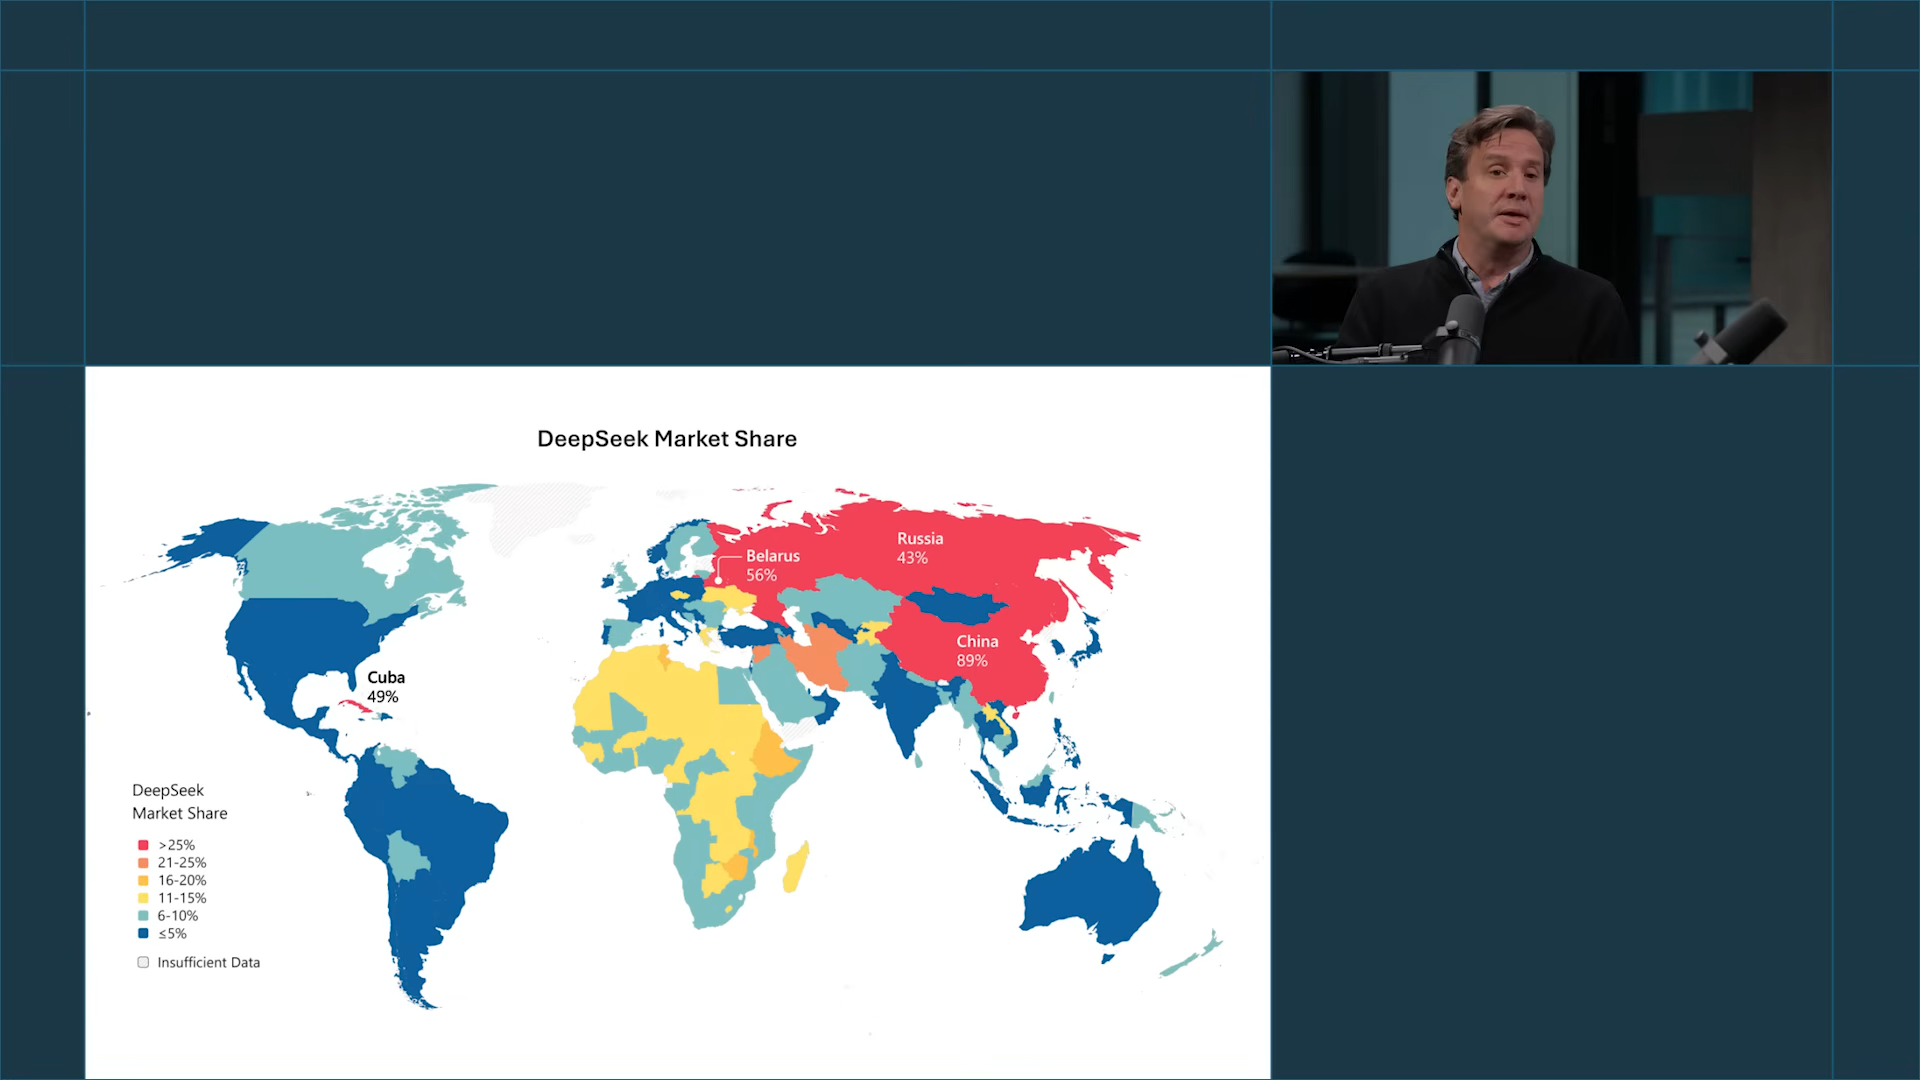 DeepSeek Market Share
Russia
43%
Belarus
56%
China
89%
Cuba
49%
DeepSeek
Market Share
>25%
21-25%
16-20%
11-15%
6-10%
≤5%
Insufficient Data